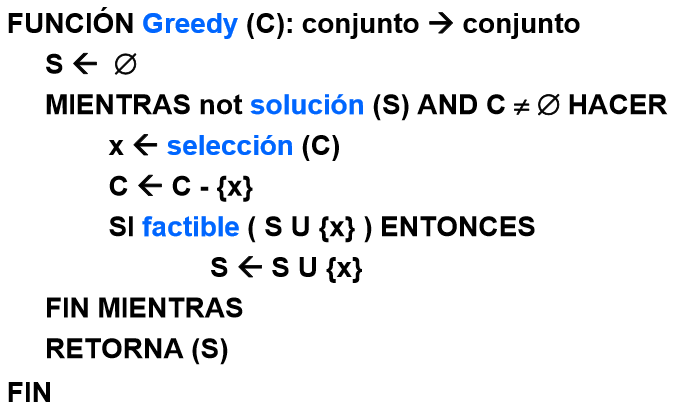 FUNCIÓN Greedy (C): conjunto → conjunto
S ← ∅
MIENTRAS not solución (S) AND C ≠ ∅ HACER
x ← selección (C)
C ← C - {x}
SI factible ( S U {x} ) ENTONCES
S ← S U {x}
FIN MIENTRAS
RETORNA (S)
FIN